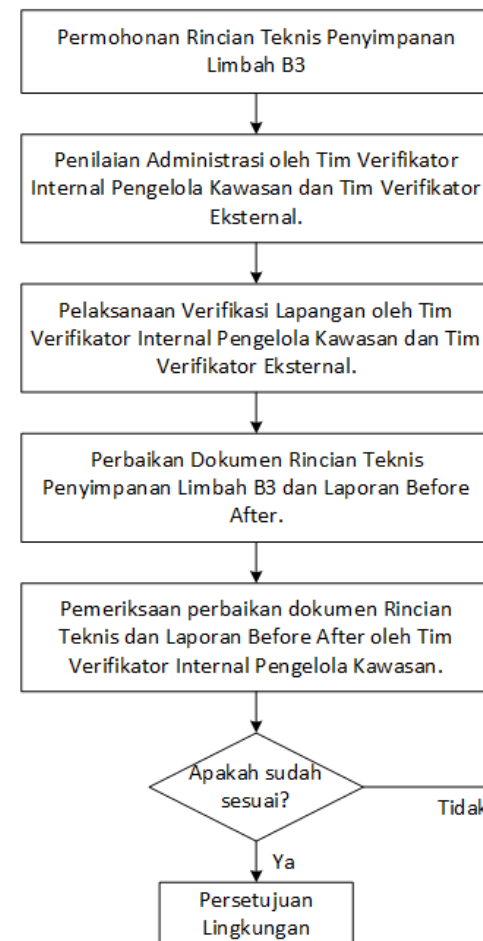 Permohonan Rincian Teknis Penyimpanan
Limbah B3
Penilaian Administrasi oleh Tim Verifikator
Internal Pengelola Kawasan dan Tim Verifikator
Eksternal.
Pelaksanaan Verifikasi Lapangan oleh Tim
Verifikator Internal Pengelola Kawasan dan Tim
Verifikator Eksternal.
Perbaikan Dokumen Rincian Teknis
Penyimpanan Limbah B3 dan Laporan Before
After.
Pemeriksaan perbaikan dokumen Rincian
Teknis dan Laporan Before After oleh Tim
Verifikator Internal Pengelola Kawasan.
Apakah sudah
sesuai?
Tidak
Ya
Persetujuan
Lingkungan